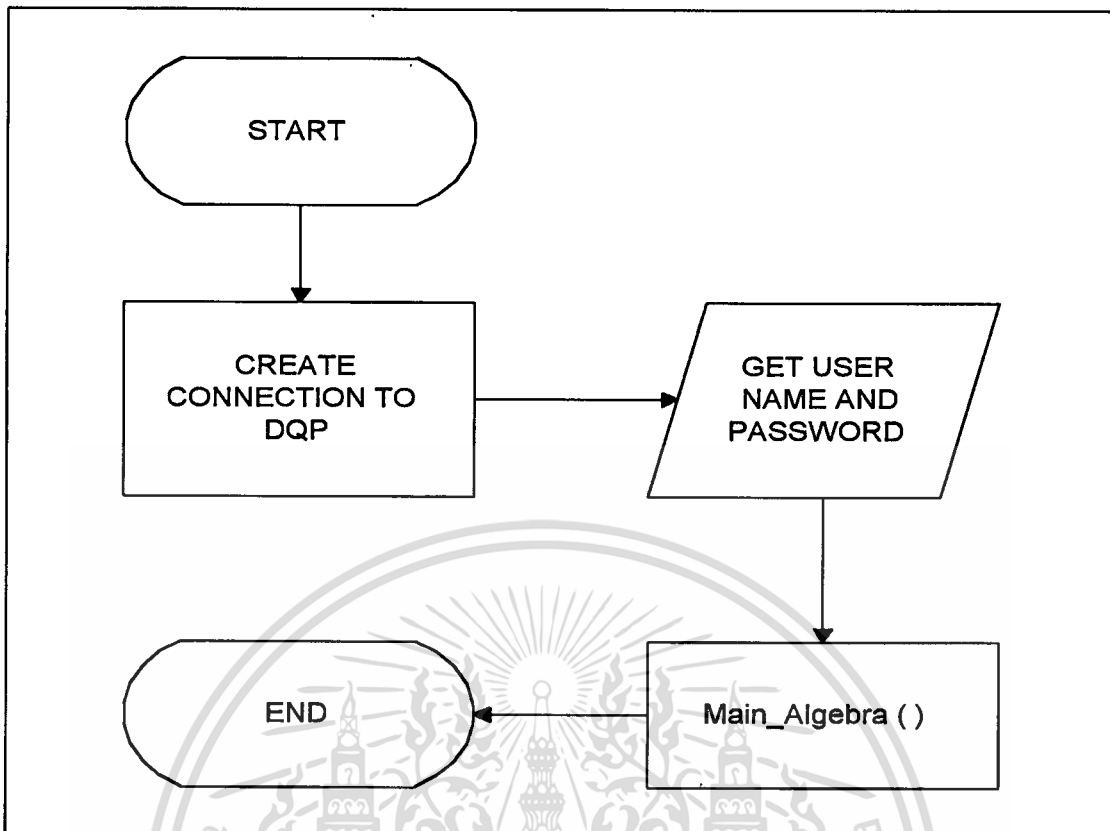 START
CREATE
CONNECTION TO
DQP
GET USER
NAME AND
PASSWORD
Main_Algebra ( )
END